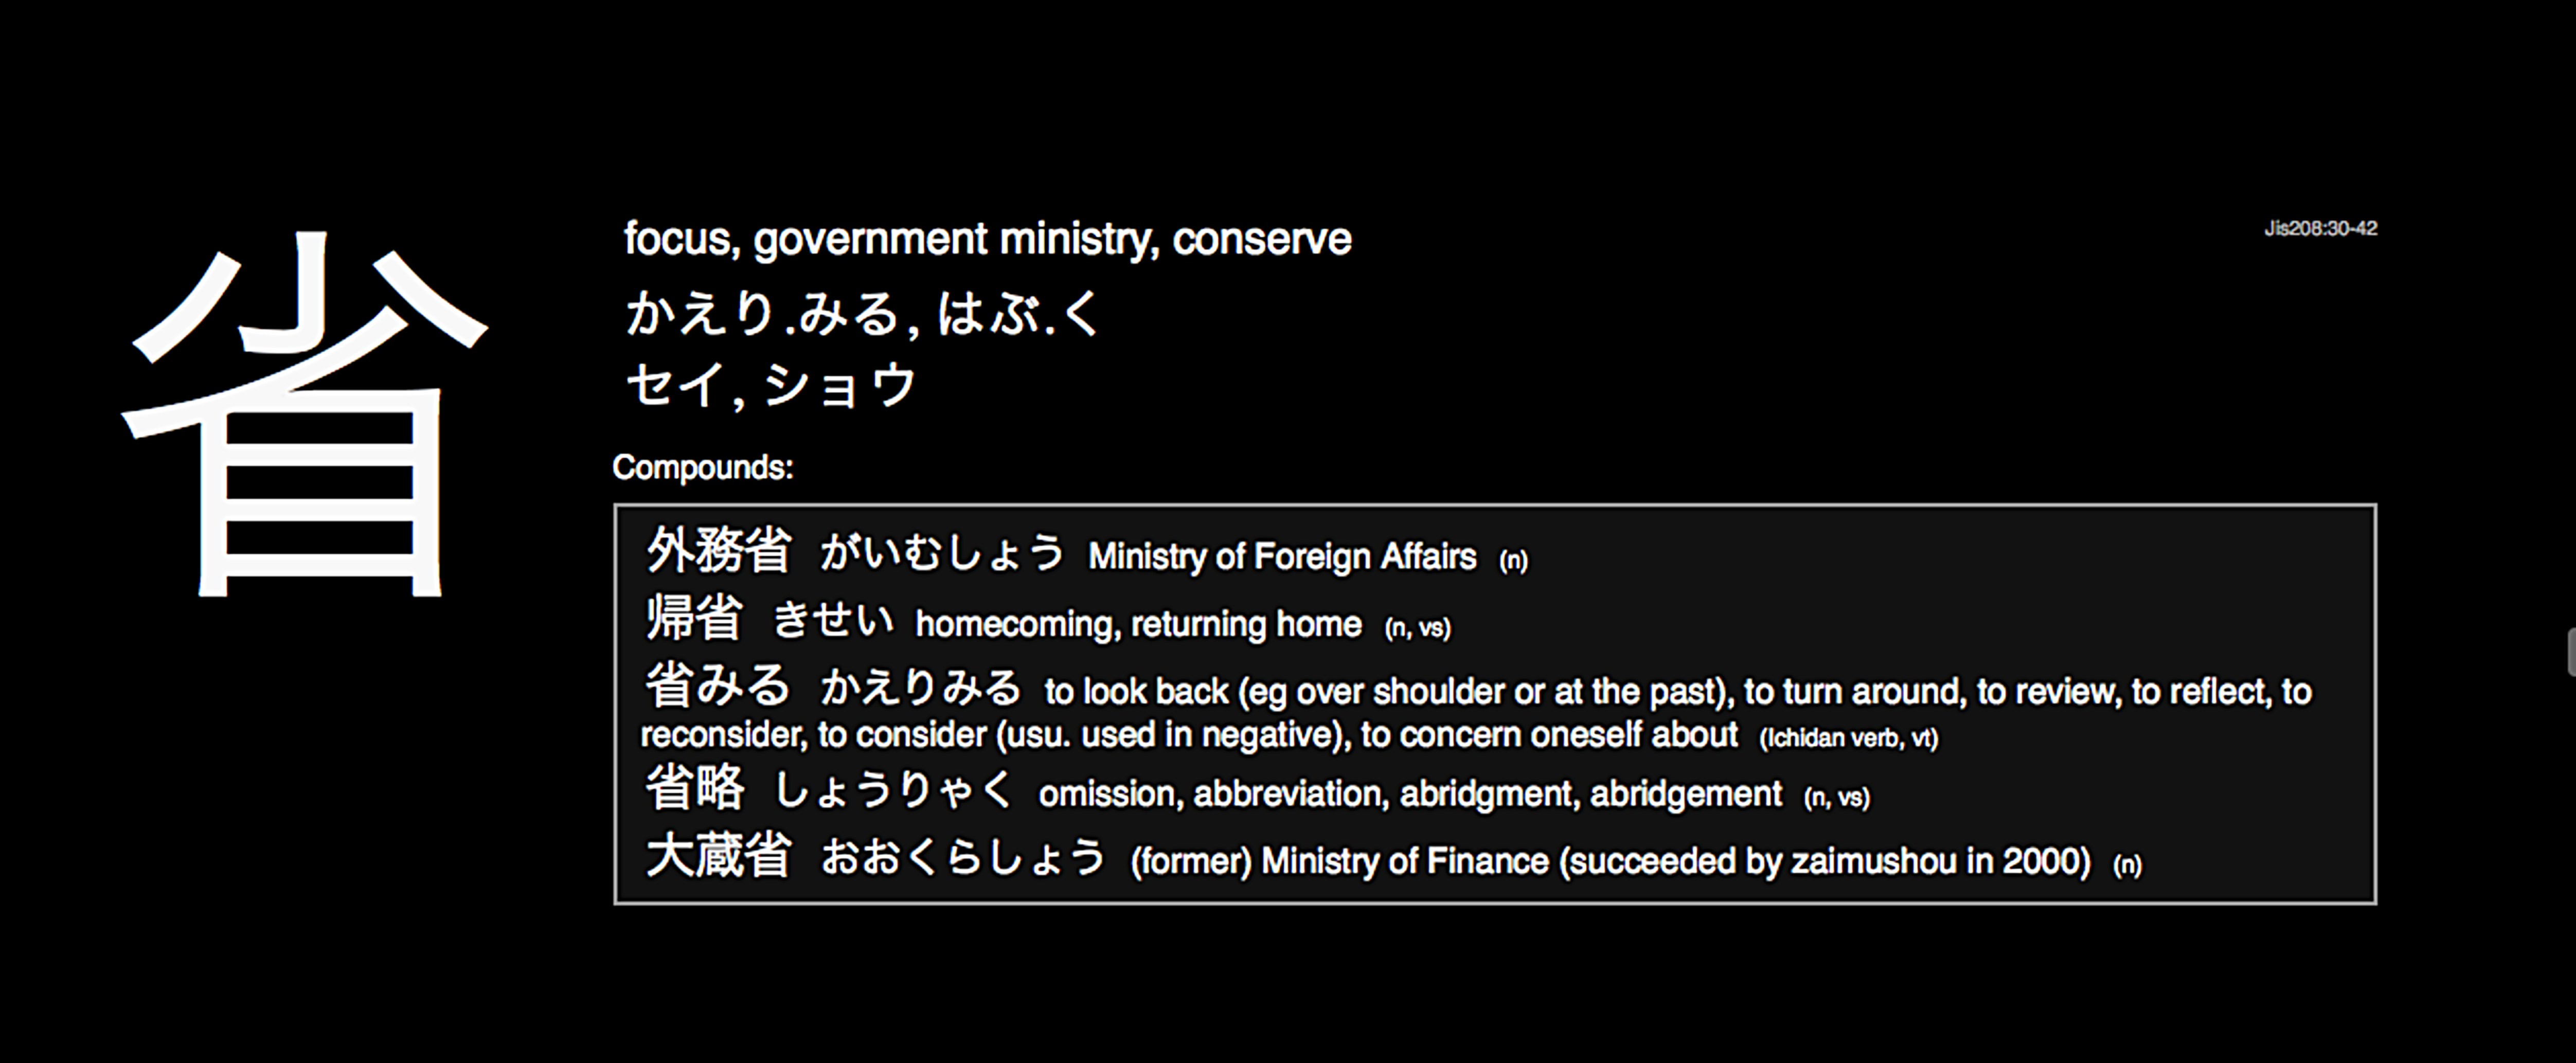 省
focus, government ministry, conserve
Jis208:30-42
かえり.みる, はぶ.く
セイ, ショウ
Compounds:
外務省 がいむしょう Ministry of Foreign Affairs (n)
帰省 きせい homecoming, returning home (n, vs)
省みる かえりみる to look back (eg over shoulder or at the past), to turn around, to review, to reflect, to
reconsider, to consider (usu. used in negative), to concern oneself about (Ichidan verb, vt)
省略 しょうりゃく omission, abbreviation, abridgment, abridgement (n, vs)
大蔵省 おおくらしょう (former) Ministry of Finance (succeeded by zaimushou in 2000) (n)